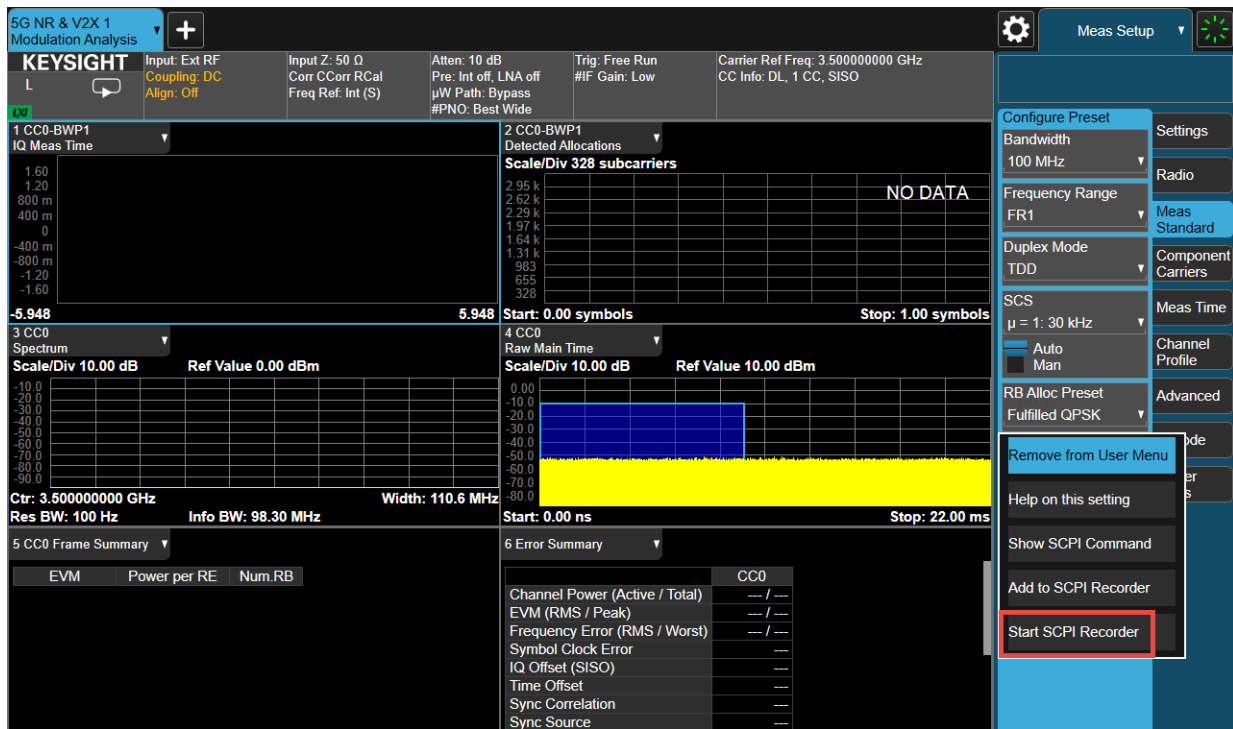 5G NR & V2X 1
Modulation Analysis
Meas Setup
KEYSIGHT
L
LXI
Input: Ext RF
Coupling: DC
Align: Off
Input Z: 50 Ω
Corr CCorr RCal
Freq Ref: Int (S)
Atten: 10 dB
Pre: Int off, LNA off
µW Path: Bypass
#PNO: Best Wide
Trig: Free Run
#IF Gain: Low
Carrier Ref Freq: 3.500000000 GHz
CC Info: DL, 1 CC, SISO
1 CC0-BWP1
IQ Meas Time
1.60
1.20
800 m
400 m
0
-400 m
-800 m
-1.20
-1.60
-5.948
5.948
2 CC0-BWP1
Detected Allocations
Scale/Div 328 subcarriers
NO DATA
2.95 k
2.62 k
2.29 k
1.97 k
1.64 k
1.31 k
983
655
328
Start: 0.00 symbols
Stop: 1.00 symbols
3 CC0
Spectrum
Scale/Div 10.00 dB
Ref Value 0.00 dBm
-10.0
-20.0
-30.0
-40.0
-50.0
-60.0
-70.0
-80.0
-90.0
Ctr: 3.500000000 GHz
Width: 110.6 MHz
Res BW: 100 Hz
Info BW: 98.30 MHz
4 CC0
Raw Main Time
Scale/Div 10.00 dB
Ref Value 10.00 dBm
0.00
-10.0
-20.0
-30.0
-40.0
-50.0
-60.0
-70.0
-80.0
Start: 0.00 ns
Stop: 22.00 ms
5 CC0 Frame Summary
EVM
Power per RE
Num.RB
6 Error Summary
CC0
Channel Power (Active / Total)
--- / ---
EVM (RMS / Peak)
--- / ---
Frequency Error (RMS / Worst)
--- / ---
Symbol Clock Error
---
IQ Offset (SISO)
---
Time Offset
---
Sync Correlation
---
Sync Source
---
Configure Preset
Bandwidth
100 MHz
Frequency Range
FR1
Duplex Mode
TDD
SCS
µ = 1: 30 kHz
Auto
Man
RB Alloc Preset
Fulfilled QPSK
Remove from User Menu
Help on this setting
Show SCPI Command
Add to SCPI Recorder
Start SCPI Recorder
Settings
Radio
Meas
Standard
Component
Carriers
Meas Time
Channel
Profile
Advanced